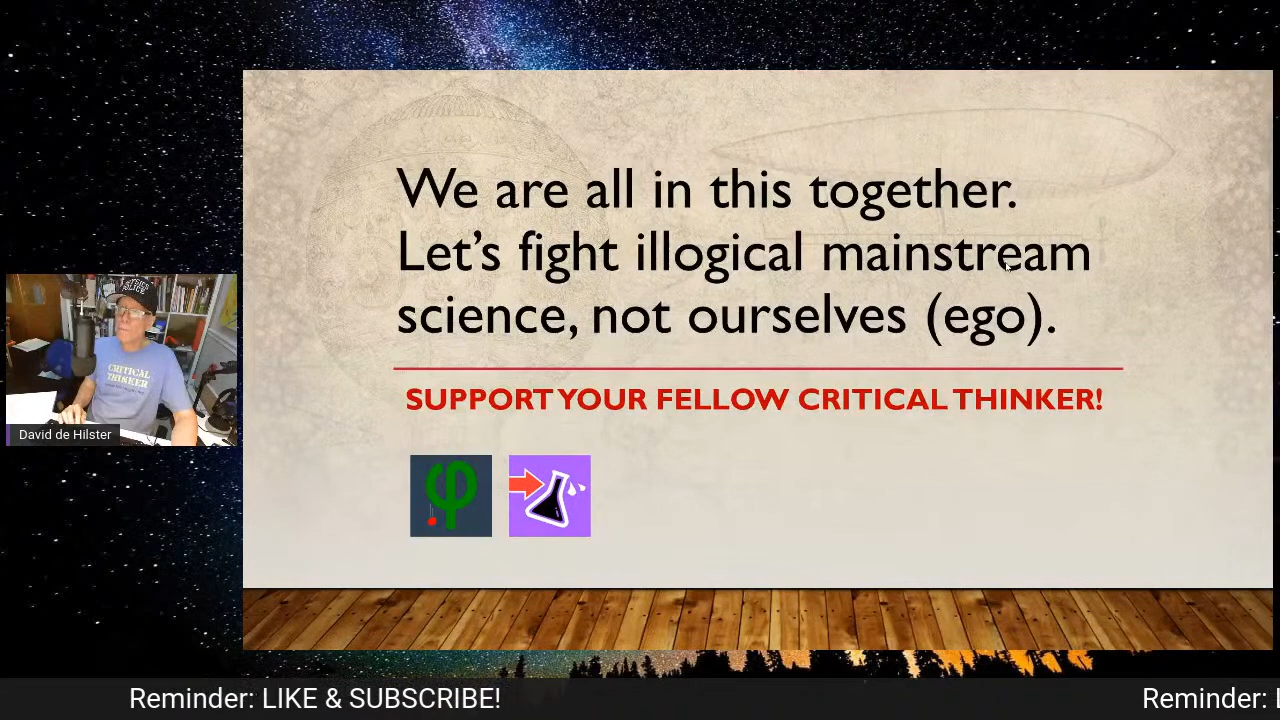 We are all in this together.
Let's fight illogical mainstream
science, not ourselves (ego).
SUPPORT YOUR FELLOW CRITICAL THINKER!
CRITICAL
THINKER
David de Hilster
φ
Reminder: LIKE & SUBSCRIBE!
Reminder: